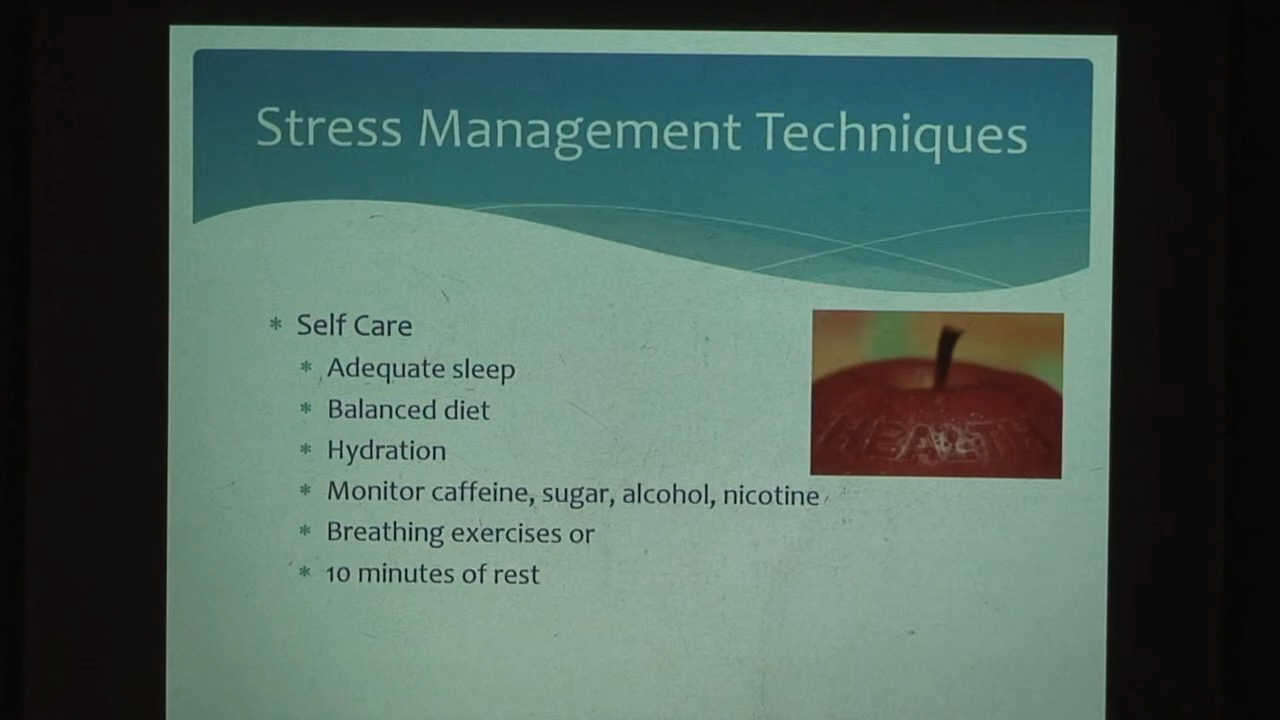 Stress Management Techniques
* Self Care
* Adequate sleep
* Balanced diet
* Hydration
* Monitor caffeine, sugar, alcohol, nicotine
* Breathing exercises or
* 10 minutes of rest
HEALTH